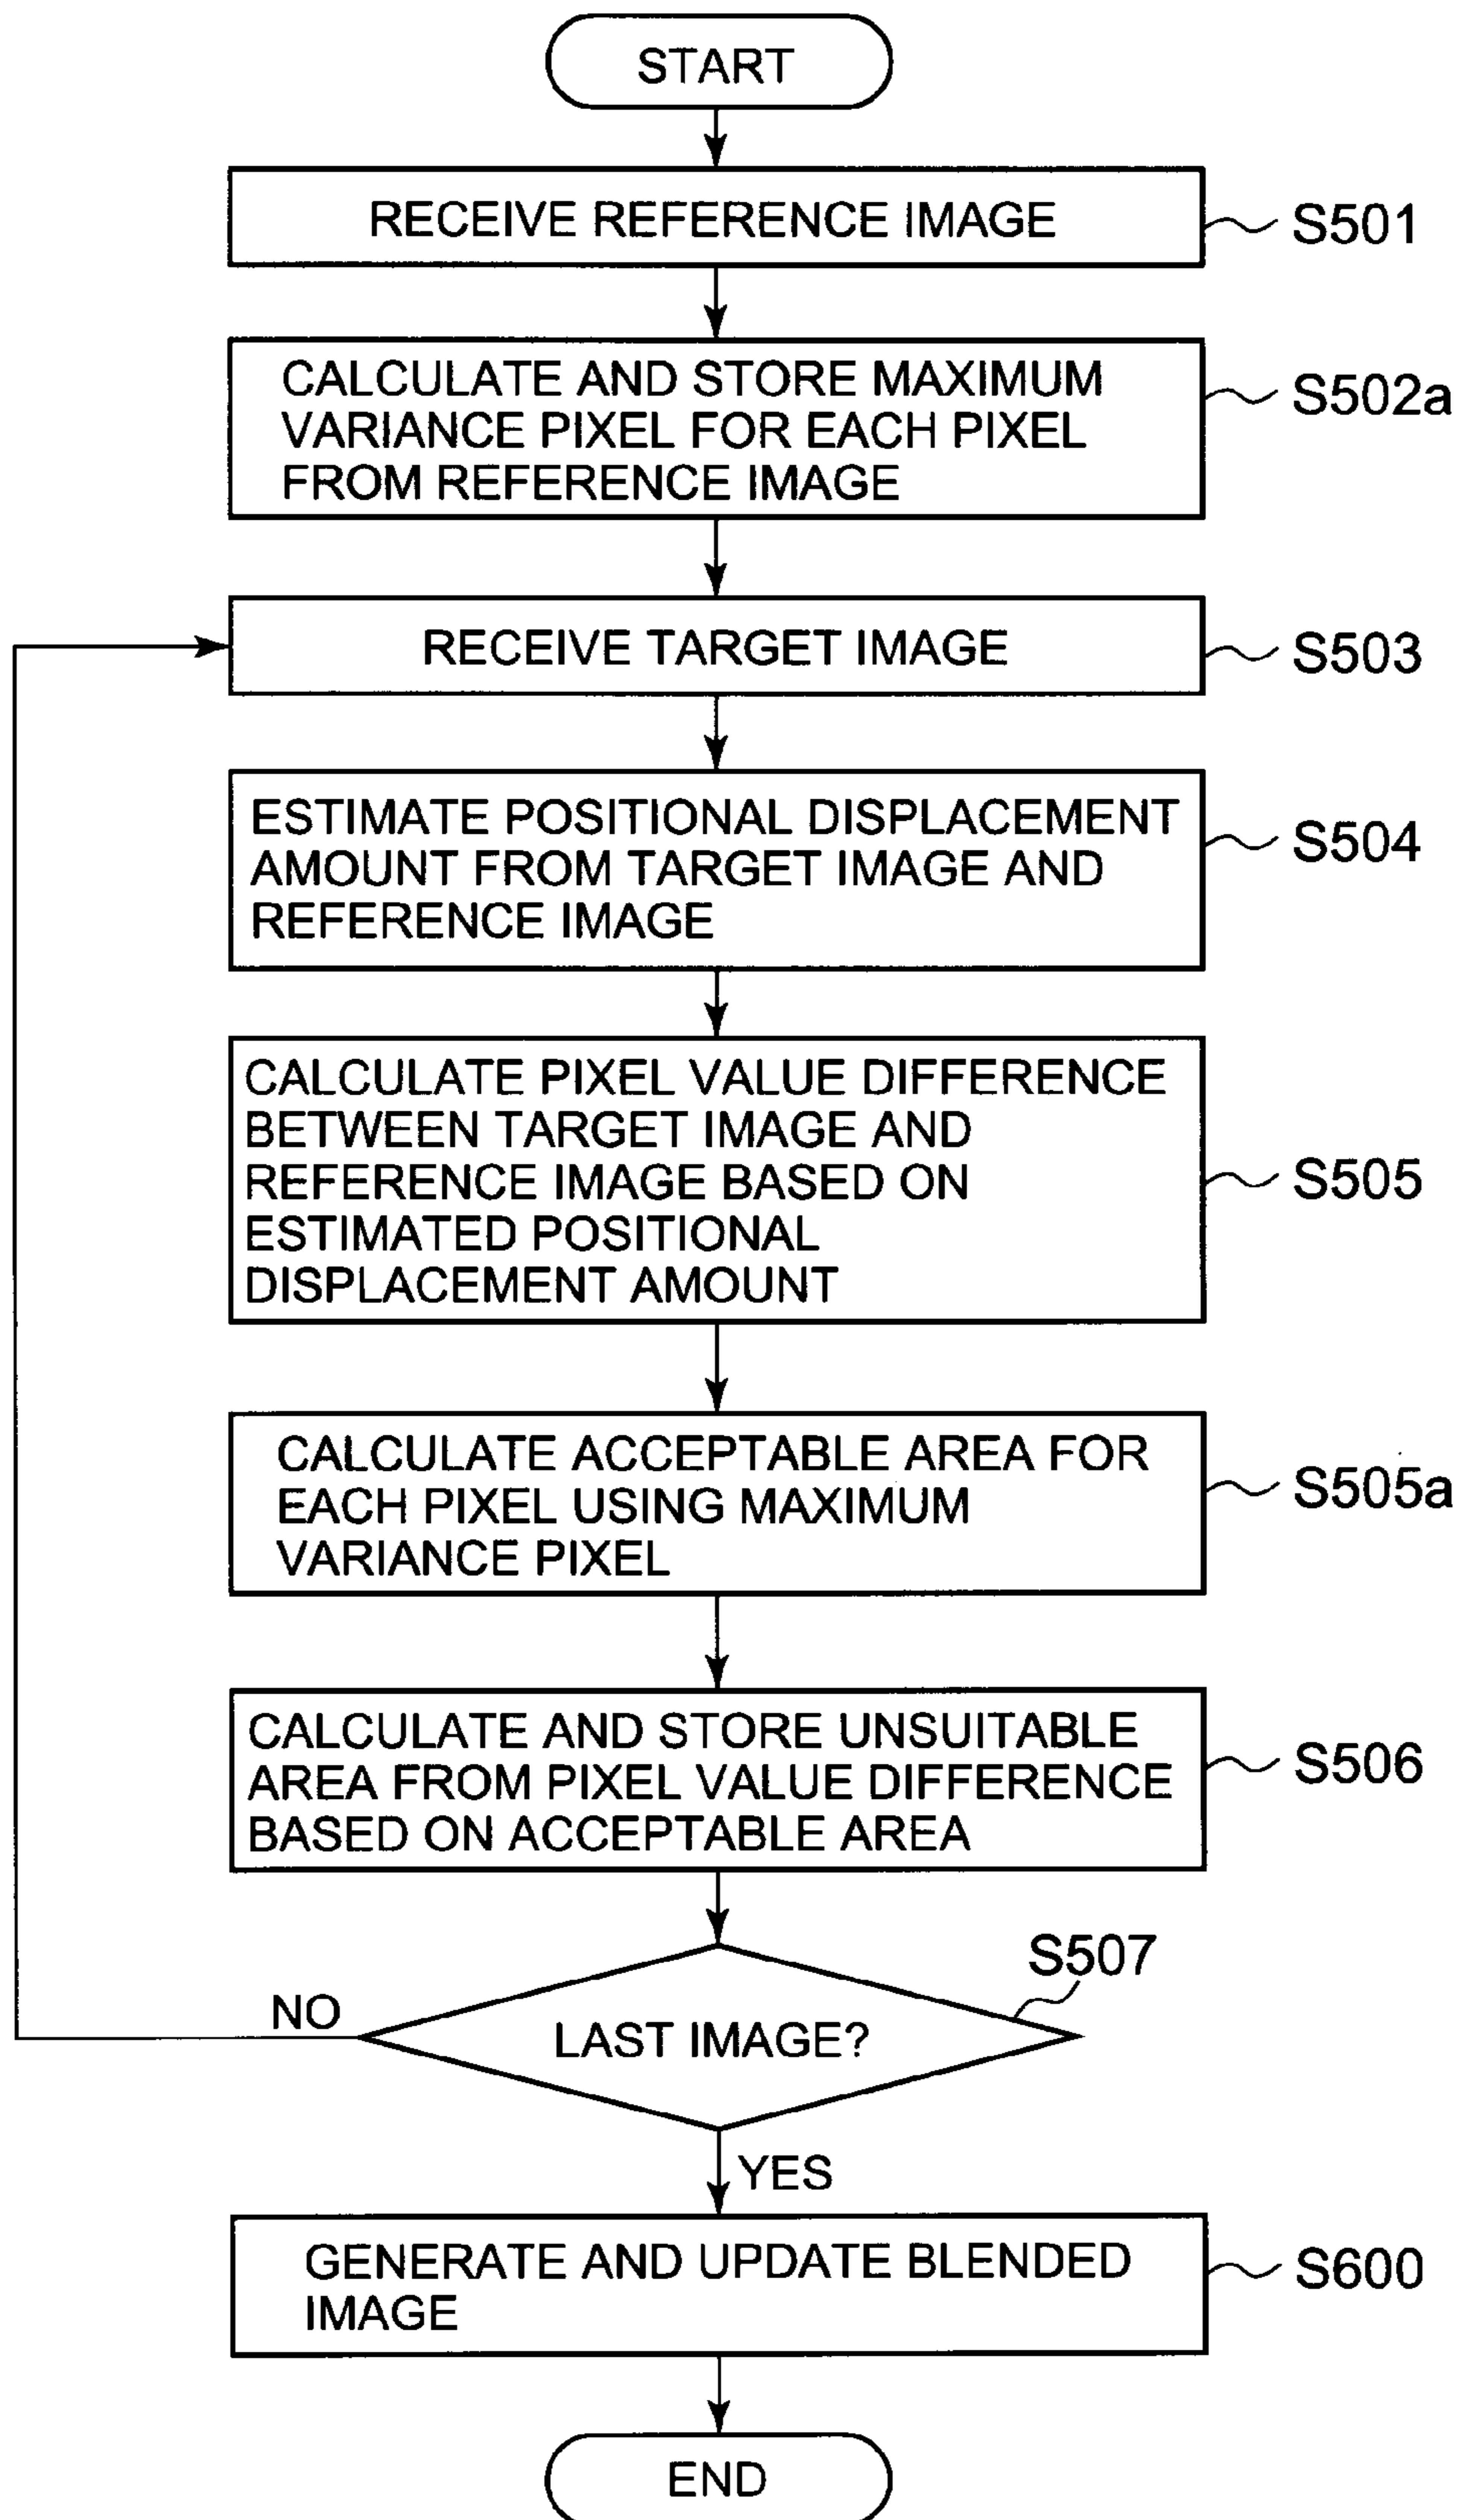 START
RECEIVE REFERENCE IMAGE
S501
CALCULATE AND STORE MAXIMUM
VARIANCE PIXEL FOR EACH PIXEL
FROM REFERENCE IMAGE
S502a
RECEIVE TARGET IMAGE
S503
ESTIMATE POSITIONAL DISPLACEMENT
AMOUNT FROM TARGET IMAGE AND
REFERENCE IMAGE
S504
CALCULATE PIXEL VALUE DIFFERENCE
BETWEEN TARGET IMAGE AND
REFERENCE IMAGE BASED ON
ESTIMATED POSITIONAL
DISPLACEMENT AMOUNT
S505
CALCULATE ACCEPTABLE AREA FOR
EACH PIXEL USING MAXIMUM
VARIANCE PIXEL
S505a
CALCULATE AND STORE UNSUITABLE
AREA FROM PIXEL VALUE DIFFERENCE
BASED ON ACCEPTABLE AREA
S506
S507
NO
LAST IMAGE?
YES
GENERATE AND UPDATE BLENDED
IMAGE
S600
END